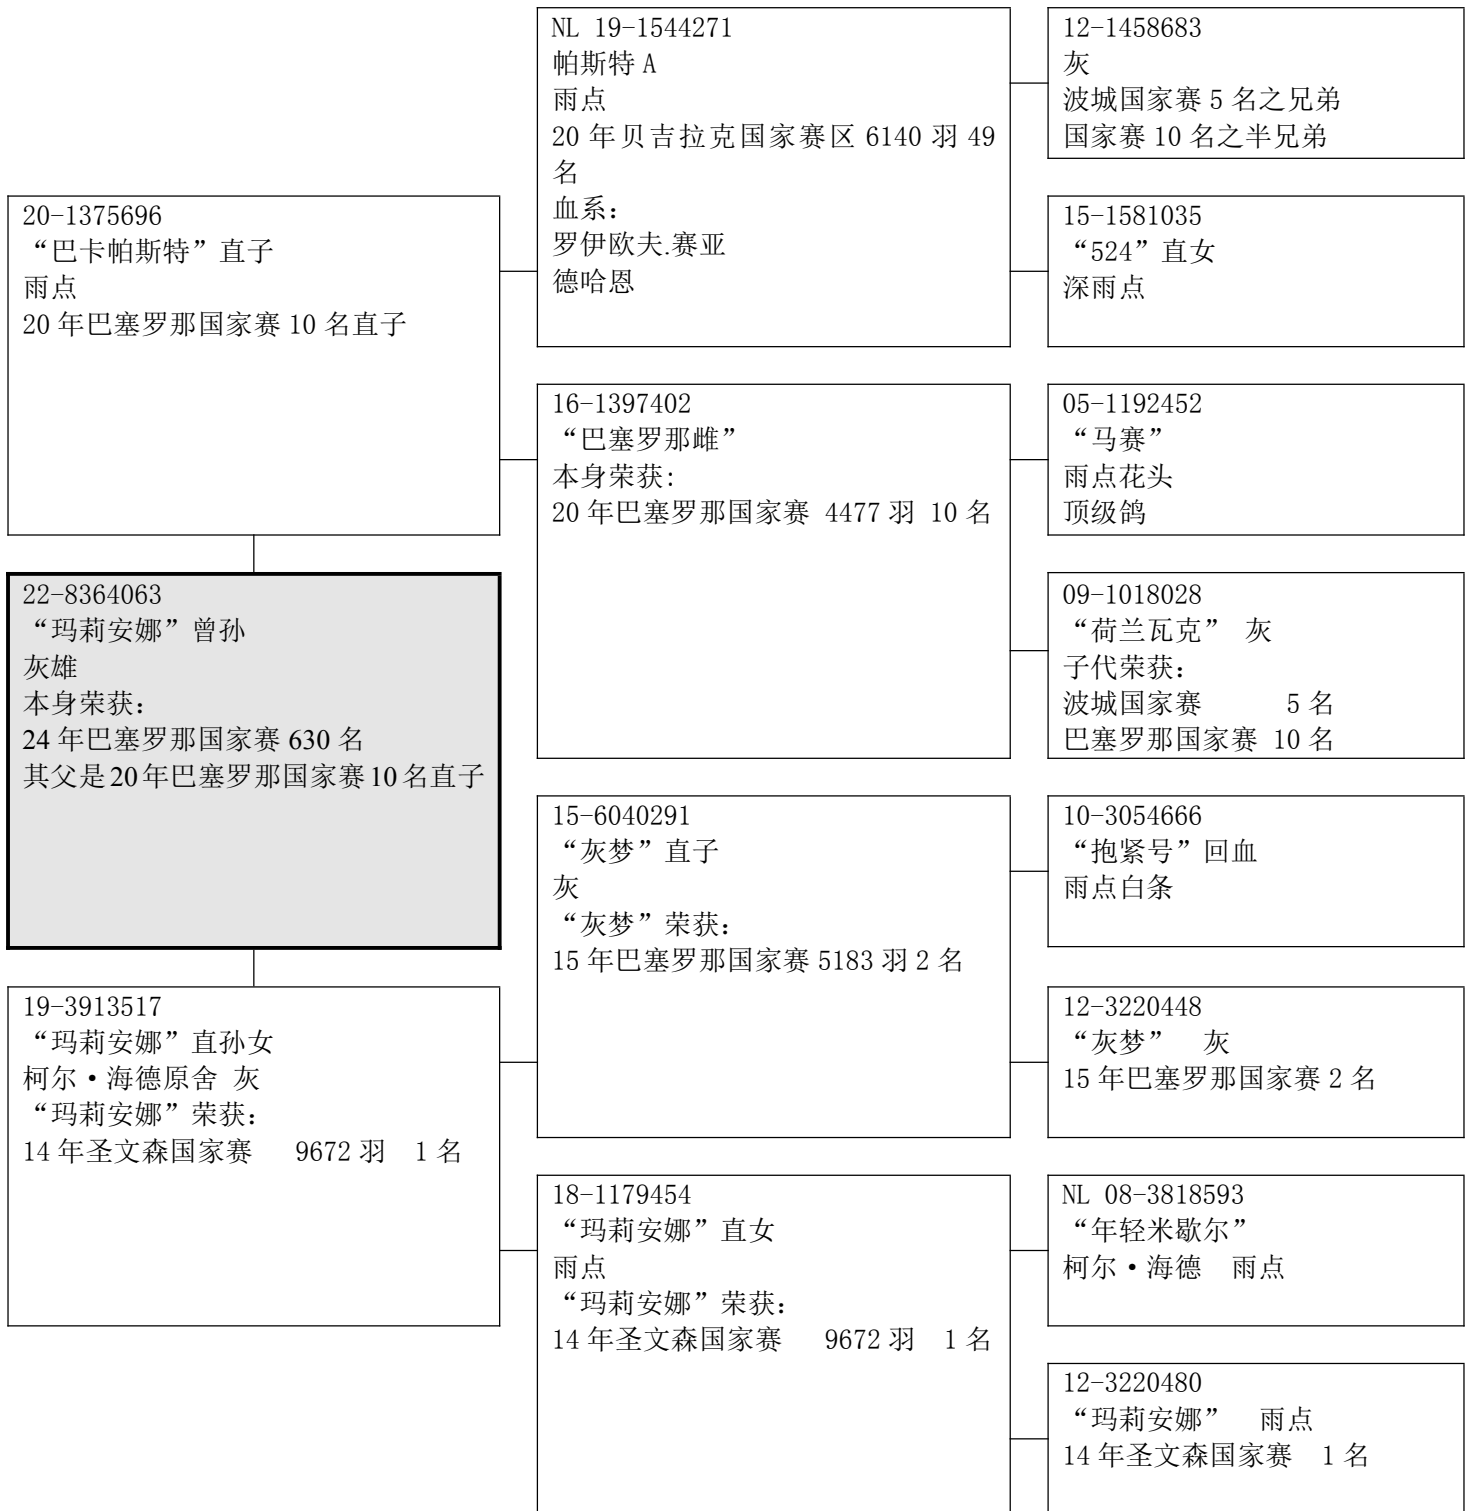 20-1375696
“巴卡帕斯特”直子
雨点
20 年巴塞罗那国家赛 10 名直子
22-8364063
“玛莉安娜”曾孙
灰雄
本身荣获：
24 年巴塞罗那国家赛 630 名
其父是 20 年巴塞罗那国家赛 10 名直子
19-3913517
“玛莉安娜”直孙女
柯尔·海德原舍 灰
“玛莉安娜”荣获：
14 年圣文森国家赛 9672 羽 1 名
NL 19-1544271
帕斯特 A
雨点
20 年贝吉拉克国家赛区 6140 羽 49
名
血系：
罗伊欧夫.赛亚
德哈恩
16-1397402
“巴塞罗那雌”
本身荣获:
20 年巴塞罗那国家赛 4477 羽 10 名
15-6040291
“灰梦”直子
灰
“灰梦”荣获：
15 年巴塞罗那国家赛 5183 羽 2 名
18-1179454
“玛莉安娜”直女
雨点
“玛莉安娜”荣获：
14 年圣文森国家赛 9672 羽 1 名
12-1458683
灰
波城国家赛 5 名之兄弟
国家赛 10 名之半兄弟
15-1581035
“524”直女
深雨点
05-1192452
“马赛”
雨点花头
顶级鸽
09-1018028
“荷兰瓦克” 灰
子代荣获：
波城国家赛 5 名
巴塞罗那国家赛 10 名
10-3054666
“抱紧号”回血
雨点白条
12-3220448
“灰梦” 灰
15 年巴塞罗那国家赛 2 名
NL 08-3818593
“年轻米歇尔”
柯尔·海德 雨点
12-3220480
“玛莉安娜” 雨点
14 年圣文森国家赛 1 名